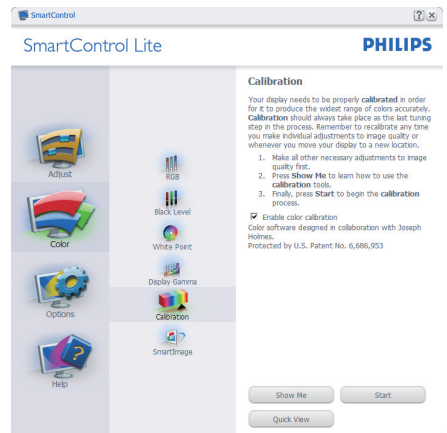 SmartControl
SmartControl Lite
PHILIPS
Adjust
Color
Options
Help
RGB
Black Level
White Point
Display Gamma
Calibration
SmartImage
Calibration
Your display needs to be properly calibrated in order
for it to produce the widest range of colors accurately.
Calibration should always take place as the last tuning
step in the process. Remember to recalibrate any time
you make individual adjustments to image quality or
whenever you move your display to a new location.
1. Make all other necessary adjustments to image
quality first.
2. Press Show Me to learn how to use the
calibration tools.
3. Finally, press Start to begin the calibration
process.
Enable color calibration
Color software designed in collaboration with Joseph
Holmes.
Protected by U.S. Patent No. 6,686,953
Show Me
Start
Quick View